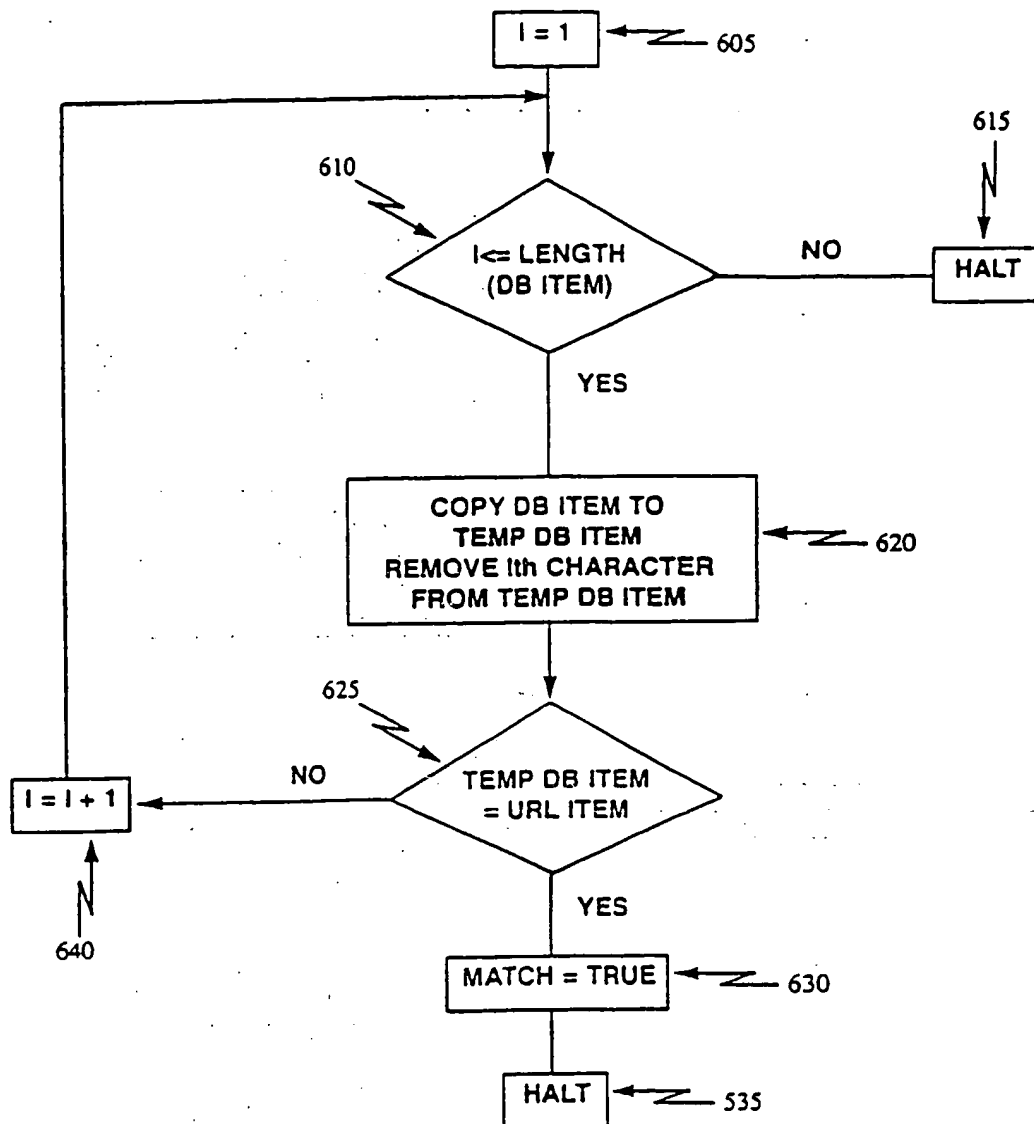 I = 1
605
615
610
I<= LENGTH
(DB ITEM)
NO
HALT
YES
COPY DB ITEM TO
TEMP DB ITEM
REMOVE Ith CHARACTER
FROM TEMP DB ITEM
620
625
NO
TEMP DB ITEM
= URL ITEM
I = I + 1
YES
640
MATCH = TRUE
630
HALT
535